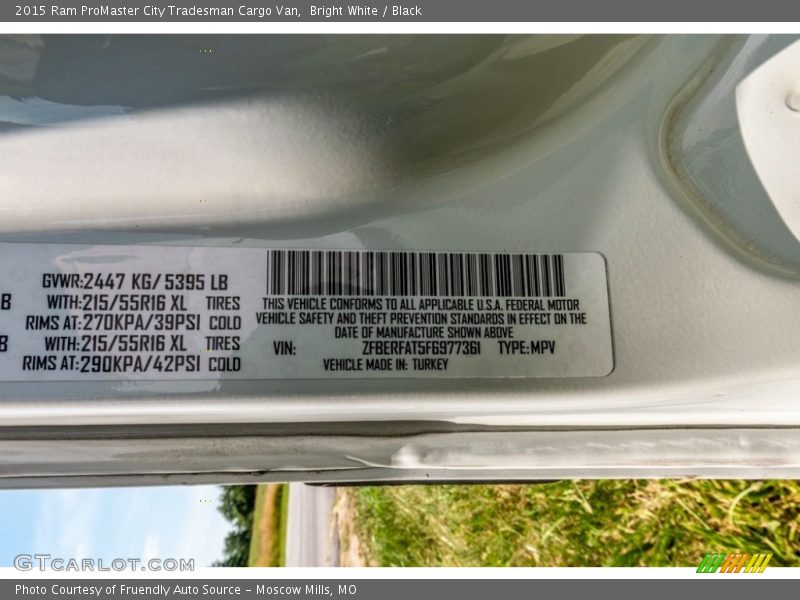 2015 Ram ProMaster City Tradesman Cargo Van,  Bright White / Black
GVWR:2447 KG/ 5395 LB
B WITH:215/55R16 XL TIRES
RIMS AT:270KPA/39PSI COLD
B WITH:215/55R16 XL TIRES
RIMS AT:290KPA/42PSI COLD
THIS VEHICLE CONFORMS TO ALL APPLICABLE U.S.A. FEDERAL MOTOR
VEHICLE SAFETY AND THEFT PREVENTION STANDARDS IN EFFECT ON THE
DATE OF MANUFACTURE SHOWN ABOVE
VIN: ZFBERFAT5F6977361 TYPE:MPV
VEHICLE MADE IN: TURKEY
GTCarlot.com
Photo Courtesy of Fruendly Auto Source - Moscow Mills, MO